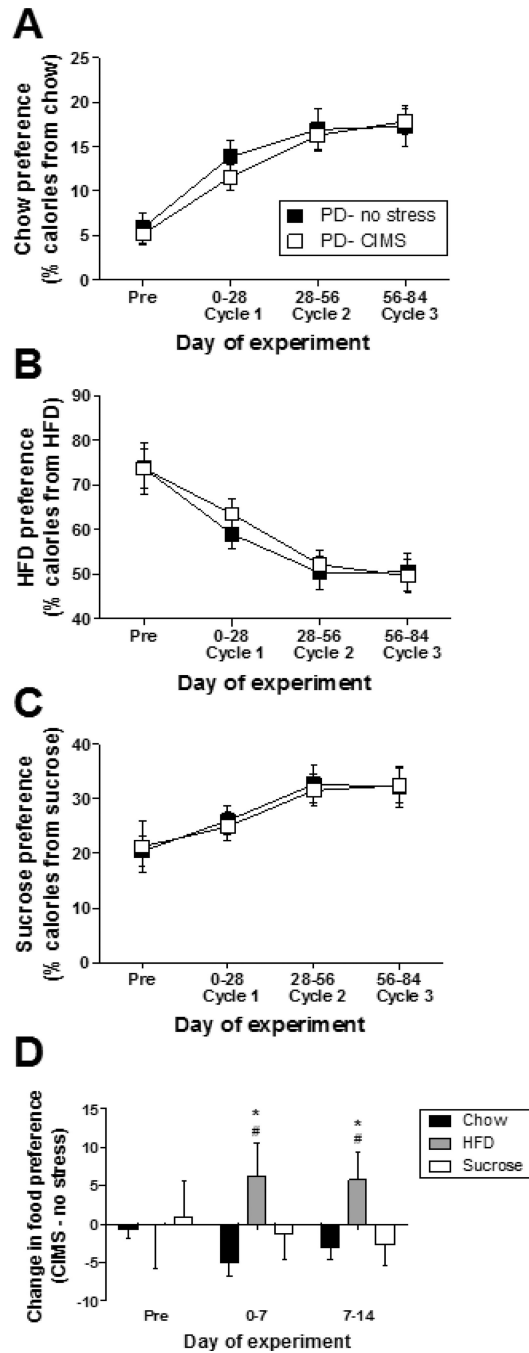 A
Chow preference
(% calories from chow)
25
20
15
10
5
0
PD- no stress
PD- CIMS
Pre
0-28
Cycle 1
28-56
Cycle 2
56-84
Cycle 3
Day of experiment
B
HFD preference
(% calories from HFD)
90
80
70
60
50
40
Pre
0-28
Cycle 1
28-56
Cycle 2
56-84
Cycle 3
Day of experiment
C
Sucrose preference
(% calories from sucrose)
40
30
20
10
0
Pre
0-28
Cycle 1
28-56
Cycle 2
56-84
Cycle 3
Day of experiment
D
Change in food preference
(CIMS - no stress)
15
10
5
0
-5
-10
*
#
*
#
Chow
HFD
Sucrose
Pre
0-7
7-14
Day of experiment